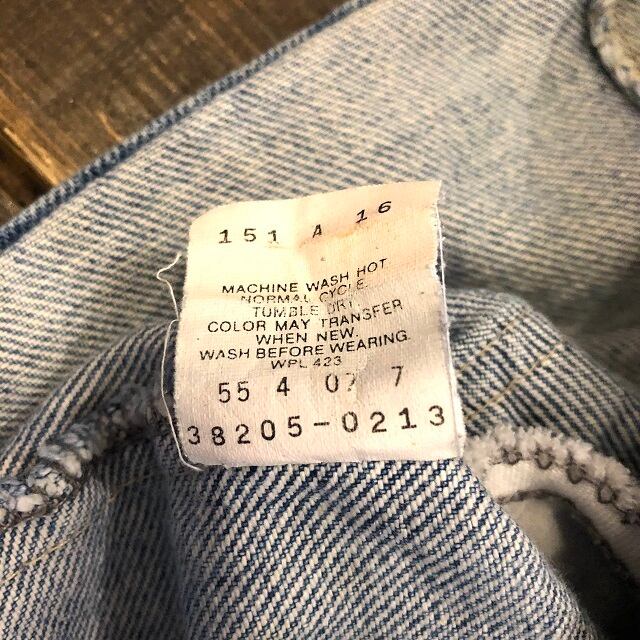 151 A 16
MACHINE WASH HOT
NORMAL CYCLE.
TUMBLE DRY.
COLOR MAY TRANSFER
WHEN NEW.
WASH BEFORE WEARING.
WPL 423
55 4 02 7
38205-0213